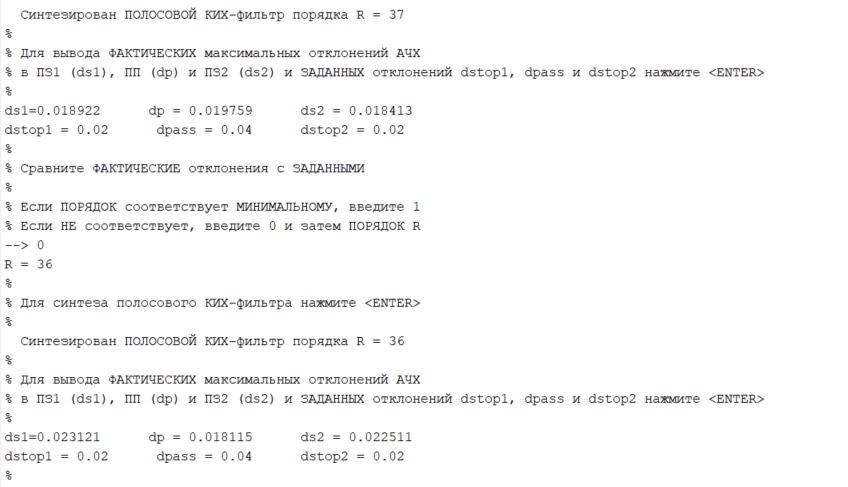 Синтезирован ПОЛОСОВОЙ КИХ-фильтр порядка R = 37
%
% Для вывода ФАКТИЧЕСКИХ максимальных отклонений АЧХ
% в ПЗ1 (ds1), ПП (dp) и ПЗ2 (ds2) и ЗАДАННЫХ отклонений dstop1, dpass и dstop2 нажмите <ENTER>
%
ds1=0.018922 dp = 0.019759 ds2 = 0.018413
dstop1 = 0.02 dpass = 0.04 dstop2 = 0.02
%
% Сравните ФАКТИЧЕСКИЕ отклонения с ЗАДАННЫМИ
%
% Если ПОРЯДОК соответствует МИНИМАЛЬНОМУ, введите 1
% Если НЕ соответствует, введите 0 и затем ПОРЯДОК R
--> 0
R = 36
%
% Для синтеза полосового КИХ-фильтра нажмите <ENTER>
%
Синтезирован ПОЛОСОВОЙ КИХ-фильтр порядка R = 36
%
% Для вывода ФАКТИЧЕСКИХ максимальных отклонений АЧХ
% в ПЗ1 (ds1), ПП (dp) и ПЗ2 (ds2) и ЗАДАННЫХ отклонений dstop1, dpass и dstop2 нажмите <ENTER>
%
ds1=0.023121 dp = 0.018115 ds2 = 0.022511
dstop1 = 0.02 dpass = 0.04 dstop2 = 0.02
%